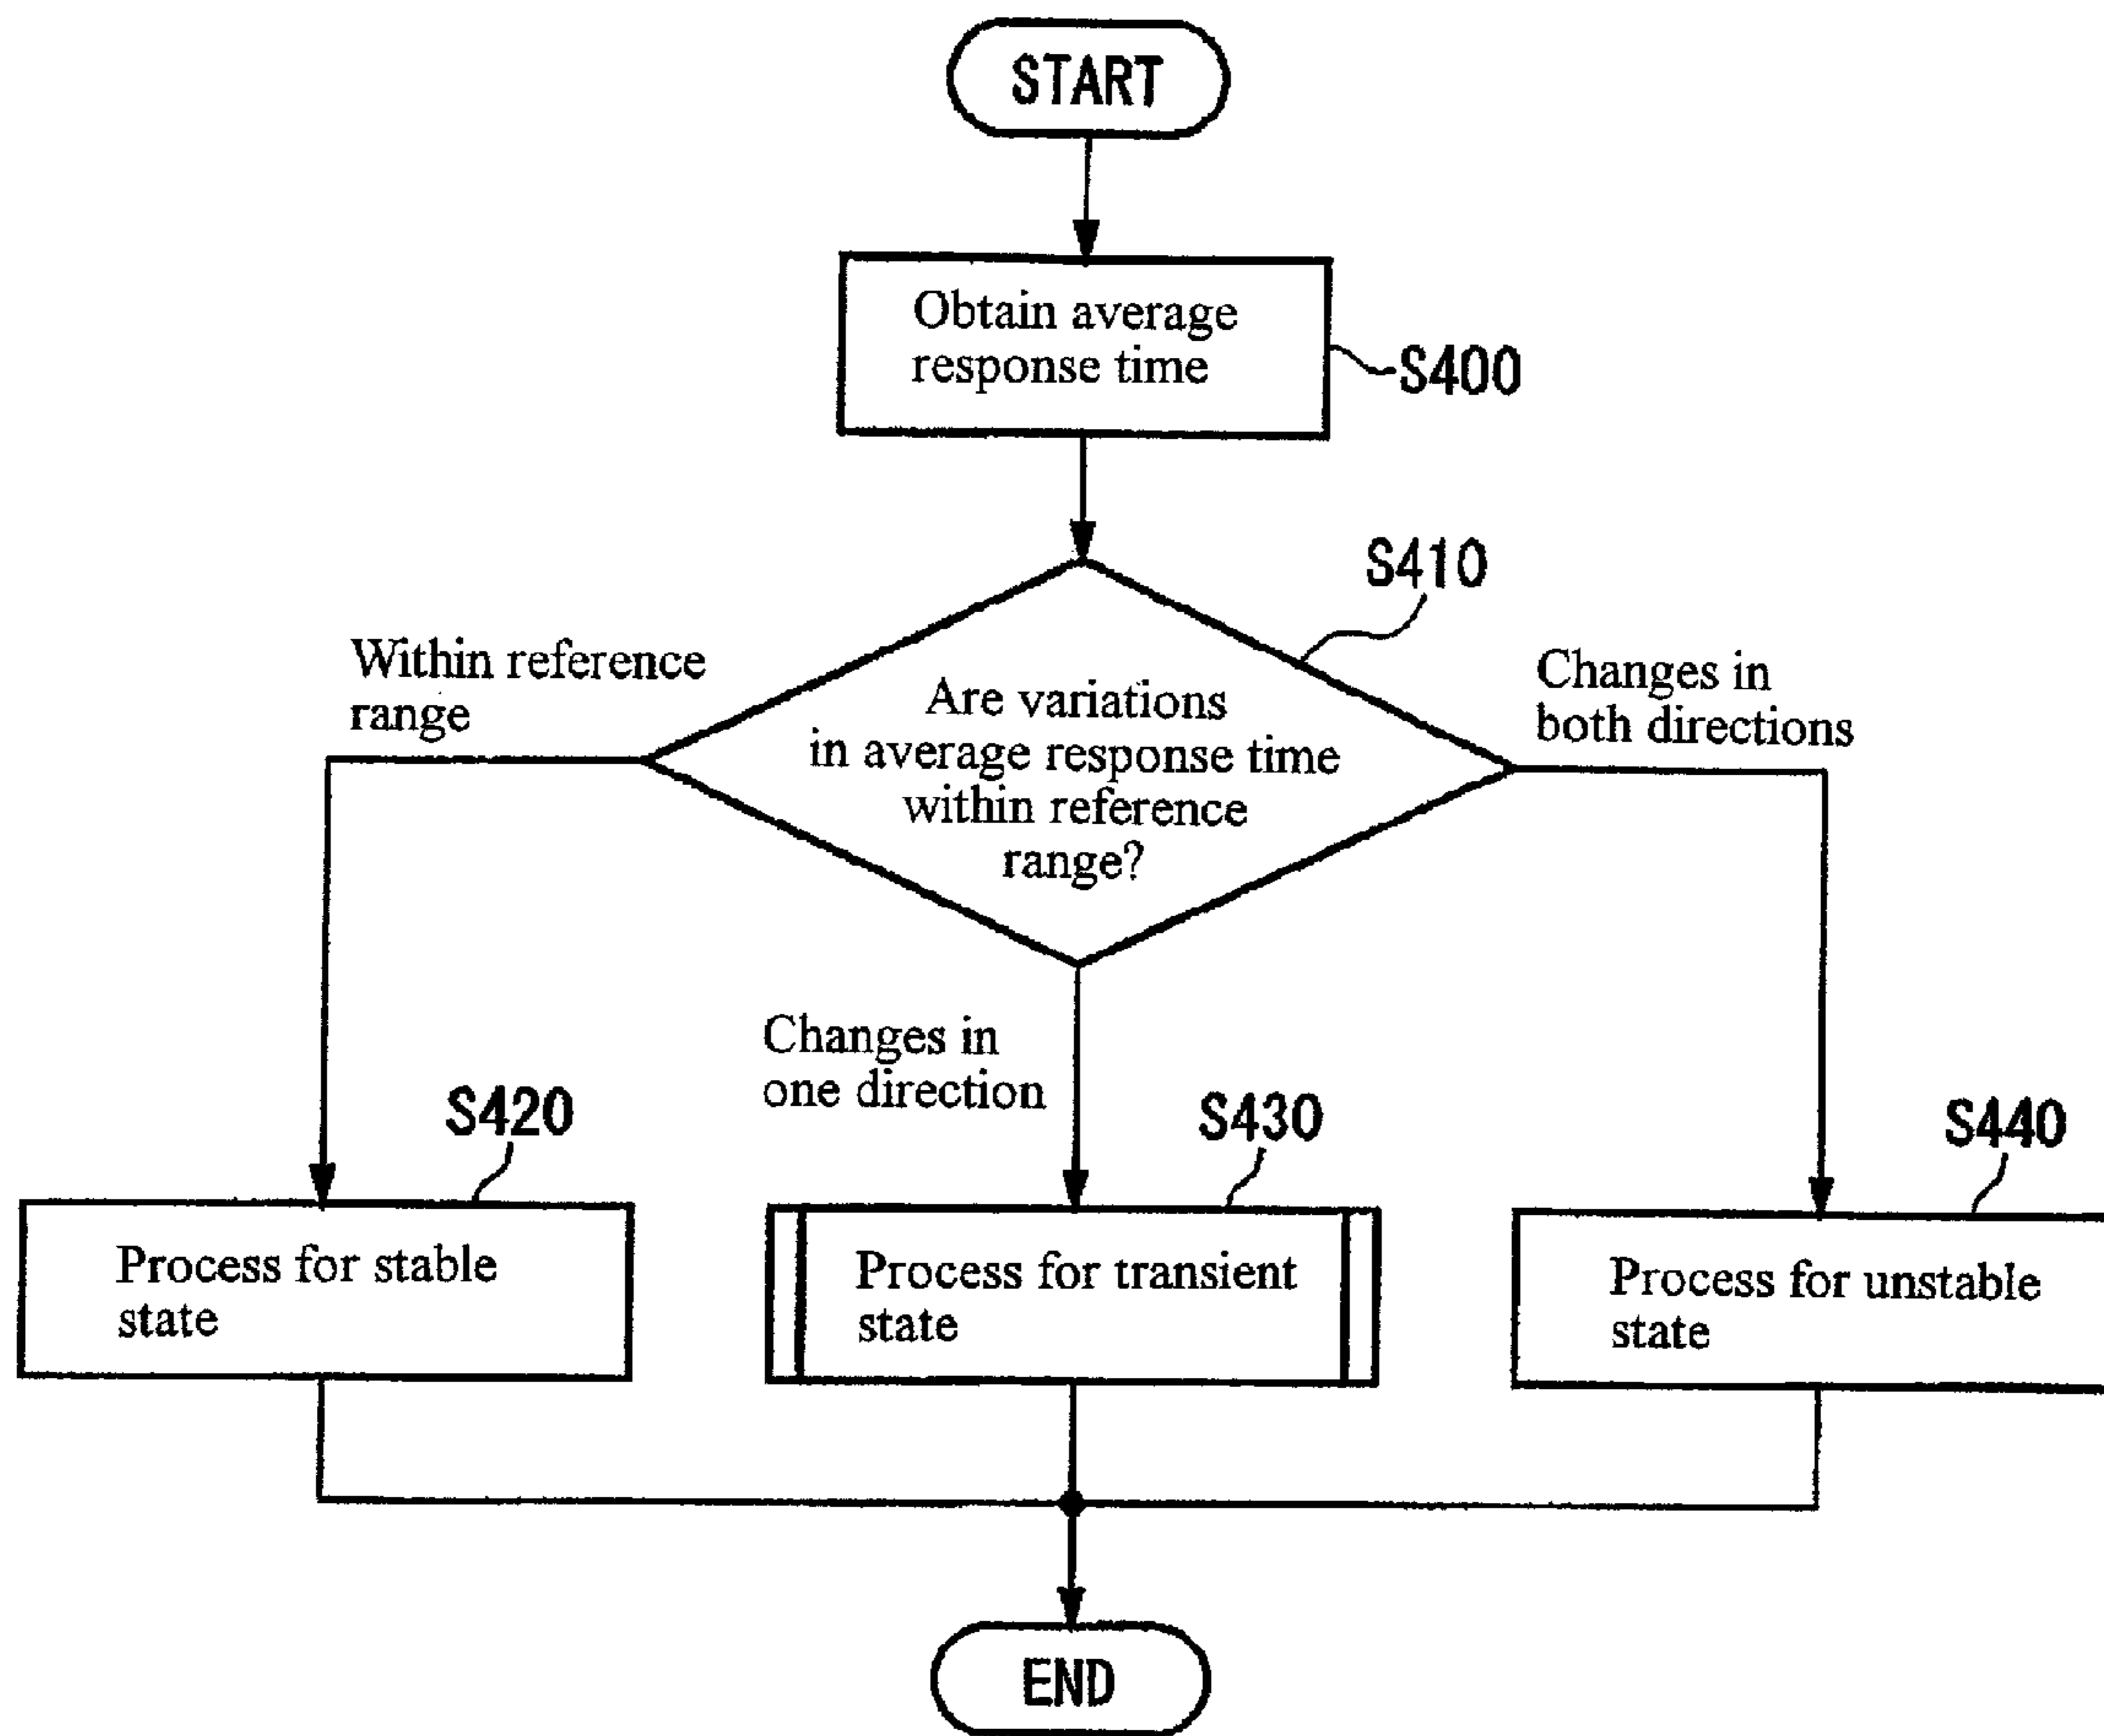 START
Obtain average
response time
S400
S410
Within reference
range
Are variations
in average response time
within reference
range?
Changes in
both directions
Changes in
one direction
S420
S430
S440
Process for stable
state
Process for transient
state
Process for unstable
state
END